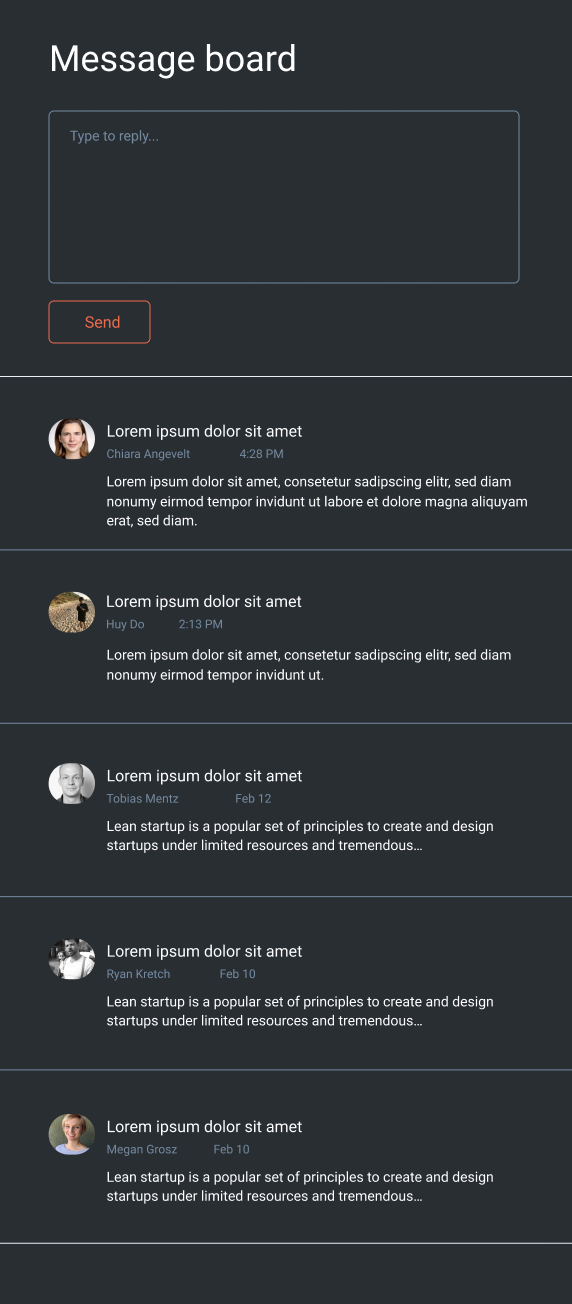 Message board
Type to reply...
Send
Lorem ipsum dolor sit amet
Chiara Angevelt 4:28 PM
Lorem ipsum dolor sit amet, consetetur sadipscing elitr, sed diam
nonumy eirmod tempor invidunt ut labore et dolore magna aliquyam
erat, sed diam.
Lorem ipsum dolor sit amet
Huy Do 2:13 PM
Lorem ipsum dolor sit amet, consetetur sadipscing elitr, sed diam
nonumy eirmod tempor invidunt ut.
Lorem ipsum dolor sit amet
Tobias Mentz Feb 12
Lean startup is a popular set of principles to create and design
startups under limited resources and tremendous…
Lorem ipsum dolor sit amet
Ryan Kretch Feb 10
Lean startup is a popular set of principles to create and design
startups under limited resources and tremendous…
Lorem ipsum dolor sit amet
Megan Grosz Feb 10
Lean startup is a popular set of principles to create and design
startups under limited resources and tremendous…